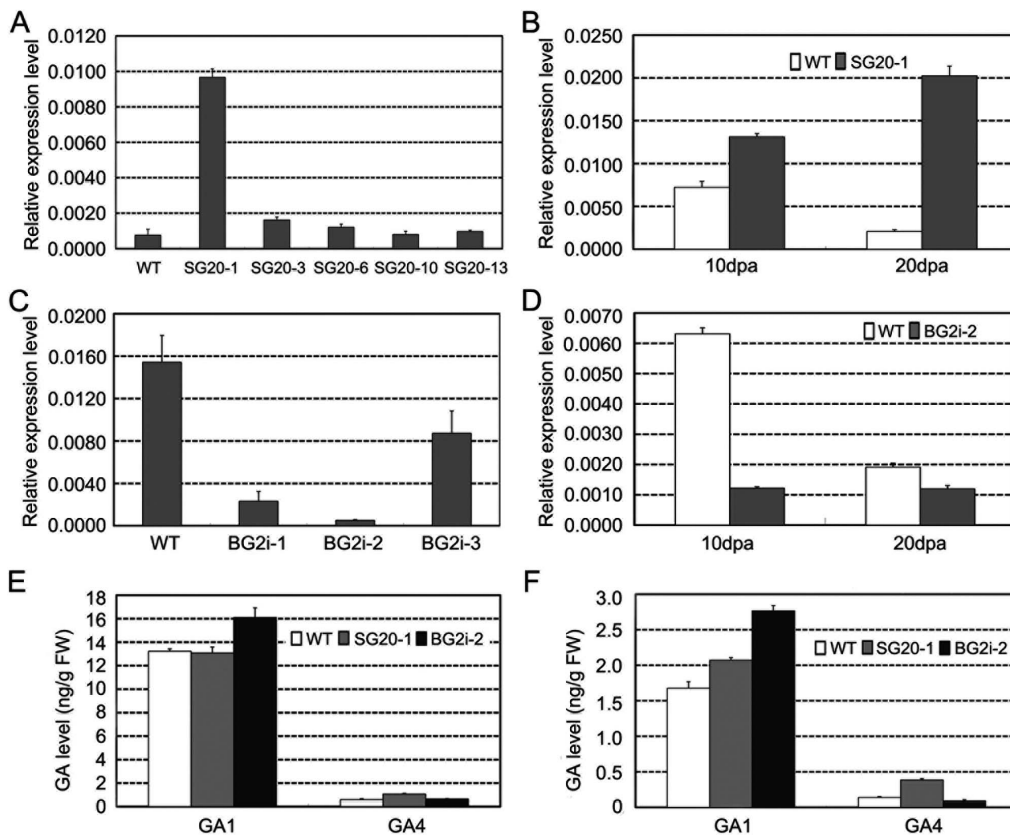 A
Relative expression level
0.0120
0.0100
0.0080
0.0060
0.0040
0.0020
0.0000
WT SG20-1 SG20-3 SG20-6 SG20-10 SG20-13
B
Relative expression level
0.0250
0.0200
0.0150
0.0100
0.0050
0.0000
WT SG20-1
10dpa 20dpa
C
Relative expression level
0.0200
0.0160
0.0120
0.0080
0.0040
0.0000
WT BG2i-1 BG2i-2 BG2i-3
D
Relative expression level
0.0070
0.0060
0.0050
0.0040
0.0030
0.0020
0.0010
0.0000
WT BG2i-2
10dpa 20dpa
E
GA level (ng/g FW)
18
16
14
12
10
8
6
4
2
0
WT SG20-1 BG2i-2
GA1 GA4
F
GA level (ng/g FW)
3.0
2.5
2.0
1.5
1.0
0.5
0
WT SG20-1 BG2i-2
GA1 GA4